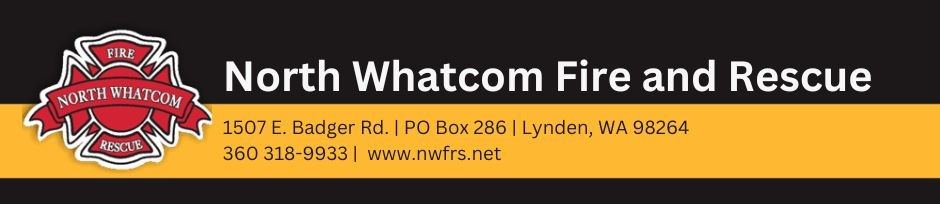 FIRE
NORTH WHATCOM
RESCUE
North Whatcom Fire and Rescue
1507 E. Badger Rd. | PO Box 286 | Lynden, WA 98264
360 318-9933 | www.nwfrs.net